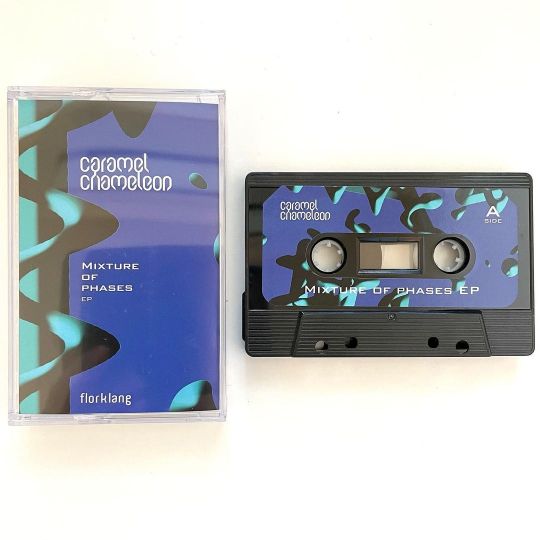 caramel
chameleon
MIXTURE
OF
PHASES
EP
florklang
caramel
chameleon
A
SIDE
MIXTURE OF PHASES EP